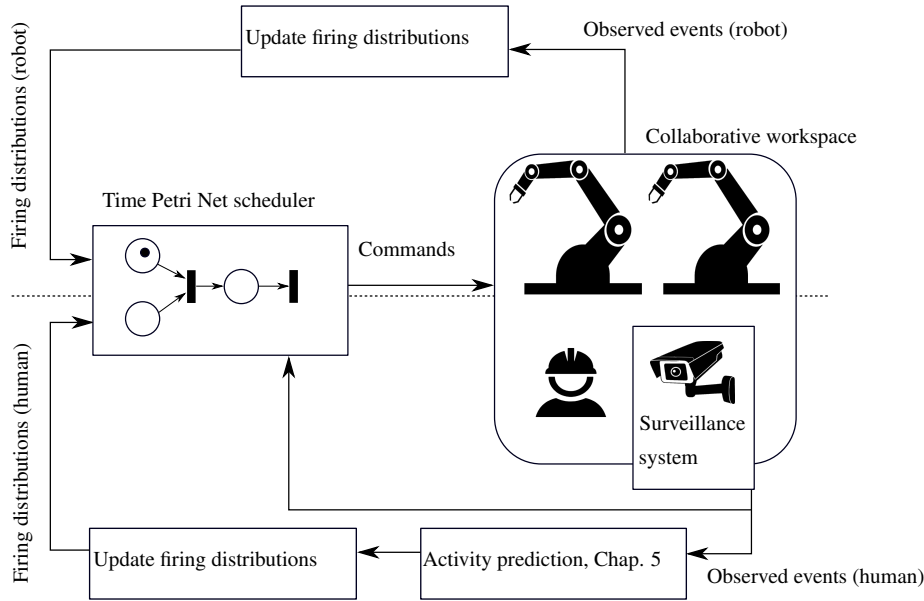 Update firing distributions
Observed events (robot)
Firing distributions (robot)
Collaborative workspace
Time Petri Net scheduler
Commands
Surveillance
system
Firing distributions (human)
Update firing distributions
Activity prediction, Chap. 5
Observed events (human)